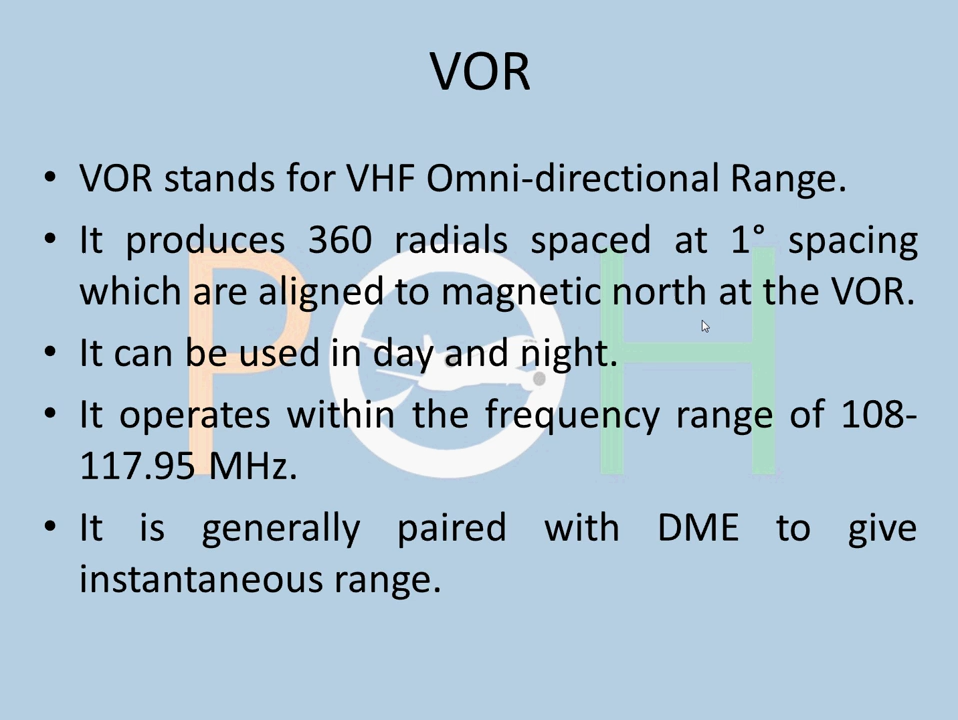 VOR
• VOR stands for VHF Omni-directional Range.
• It produces 360 radials spaced at 1° spacing
which are aligned to magnetic north at the VOR.
• It can be used in day and night.
• It operates within the frequency range of 108-
117.95 MHz.
• It is generally paired with DME to give
instantaneous range.
POH